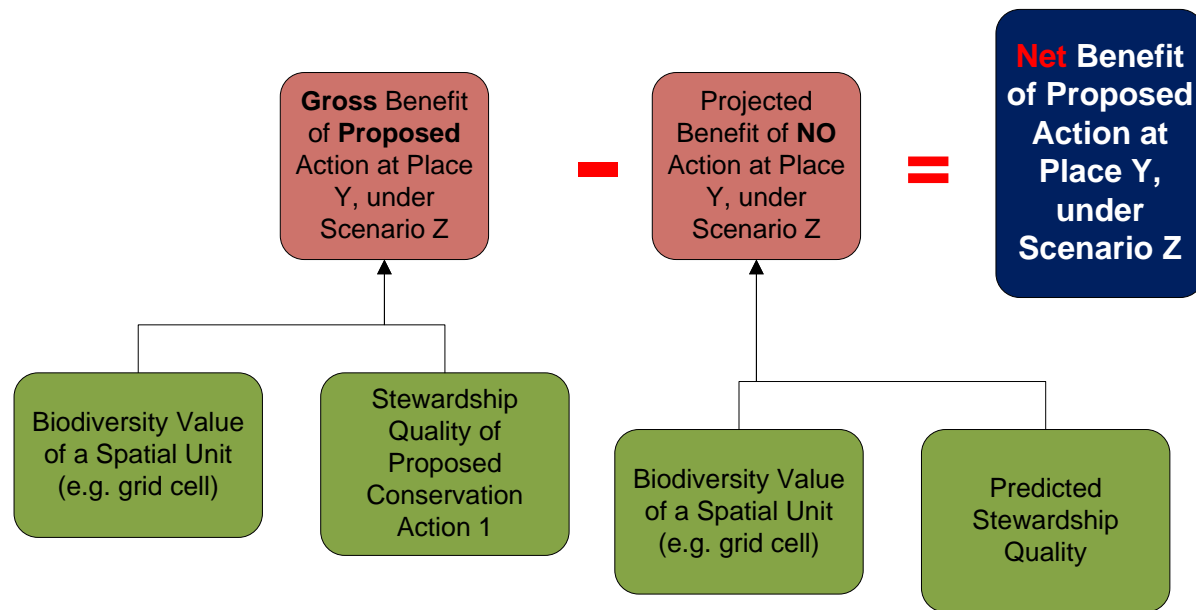 Gross Benefit
of Proposed
Action at Place
Y, under
Scenario Z
-
Projected
Benefit of NO
Action at Place
Y, under
Scenario Z
=
Net Benefit
of Proposed
Action at
Place Y,
under
Scenario Z
Biodiversity Value
of a Spatial Unit
(e.g. grid cell)
Stewardship
Quality of
Proposed
Conservation
Action 1
Biodiversity Value
of a Spatial Unit
(e.g. grid cell)
Predicted
Stewardship
Quality